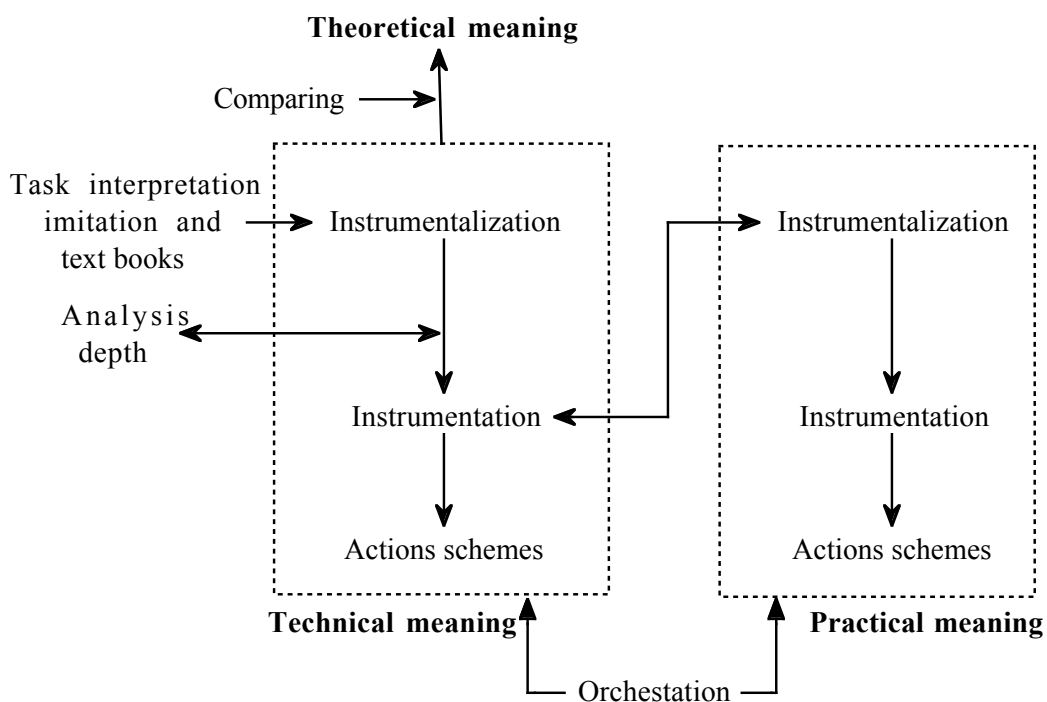 Theoretical meaning
Comparing
Task interpretation
imitation and
text books
Instrumentalization
Instrumentalization
Analysis
depth
Instrumentation
Instrumentation
Actions schemes
Actions schemes
Technical meaning
Practical meaning
Orchestation